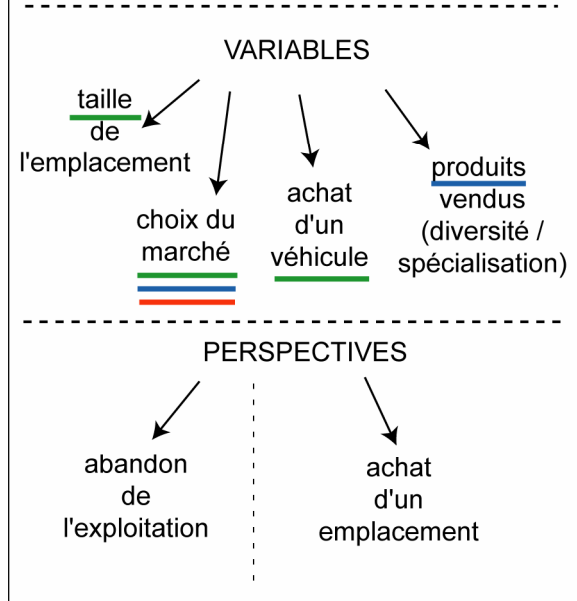 VARIABLES
taille
de
l'emplacement
choix du
marché
achat
d'un
véhicule
produits
vendus
(diversité /
spécialisation)
PERSPECTIVES
abandon
de
l'exploitation
achat
d'un
emplacement